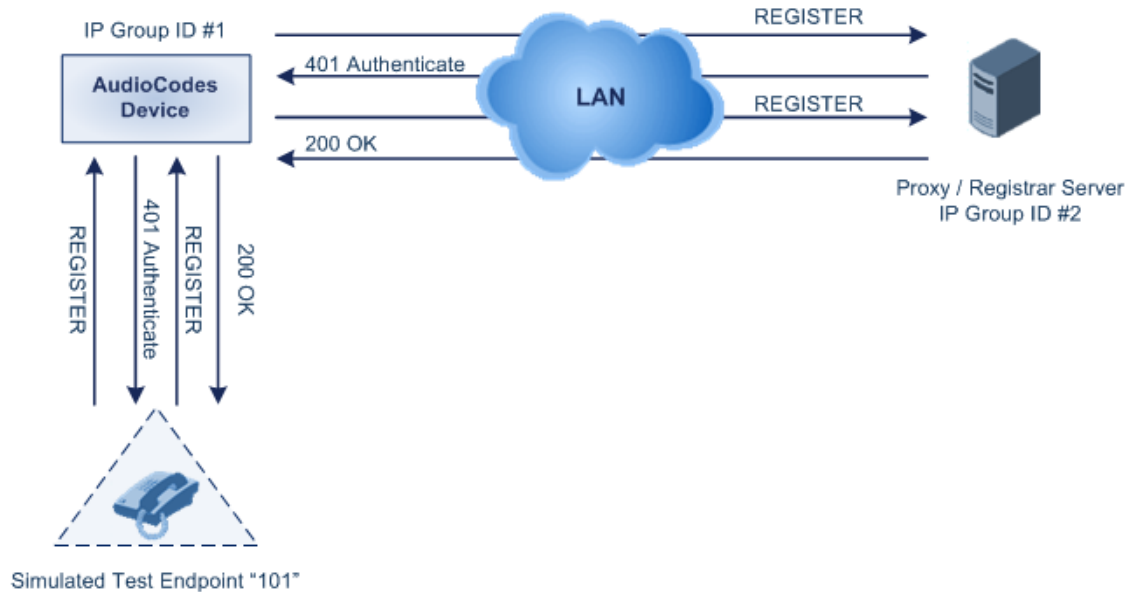 IP Group ID #1
REGISTER
AudioCodes
Device
401 Authenticate
LAN
REGISTER
200 OK
Proxy / Registrar Server
IP Group ID #2
REGISTER
401 Authenticate
REGISTER
200 OK
Simulated Test Endpoint “101”